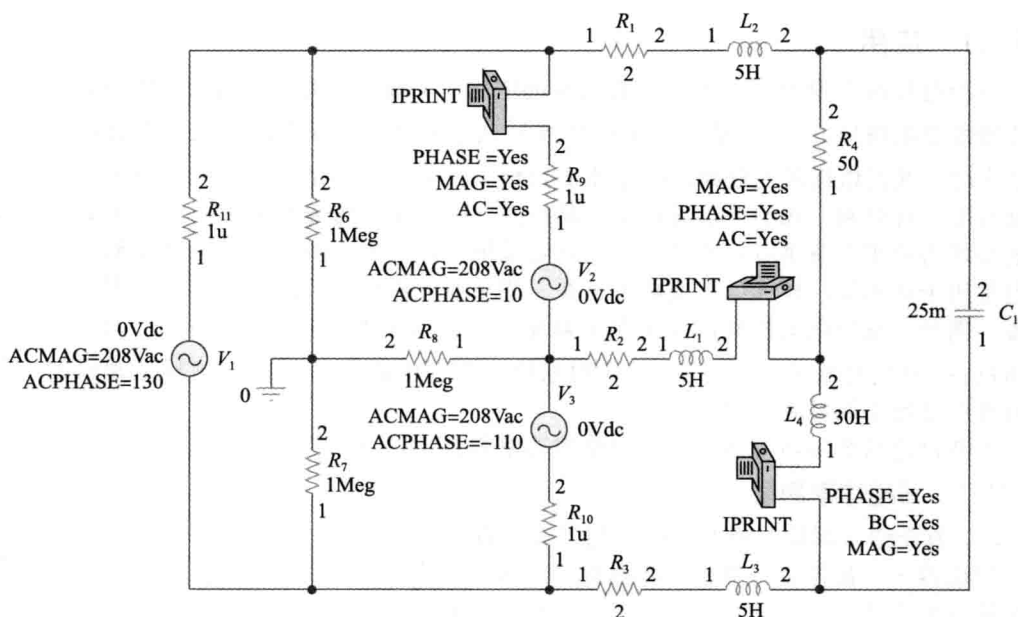 1 R₁ 2
2
1 L₂ 2
5H
IPRINT
PHASE =Yes
MAG=Yes
AC=Yes
2
R₉
1u
1
2
R₄
50
1
MAG=Yes
PHASE=Yes
AC=Yes
IPRINT
2
R₁₁
1u
1
2
R₆
1Meg
1
ACMAG=208Vac
ACPHASE=10
V₂
0Vdc
25m
2
C₁
1
0Vdc
ACMAG=208Vac
ACPHASE=130
V₁
0
2 R₈ 1
1Meg
1 R₂ 2
2
1 L₁ 2
5H
V₃
ACMAG=208Vac
ACPHASE=−110
0Vdc
2
L₄
30H
1
2
R₇
1Meg
1
2
R₁₀
1u
1
IPRINT
PHASE =Yes
BC=Yes
MAG=Yes
1 R₃ 2
2
1 L₃ 2
5H